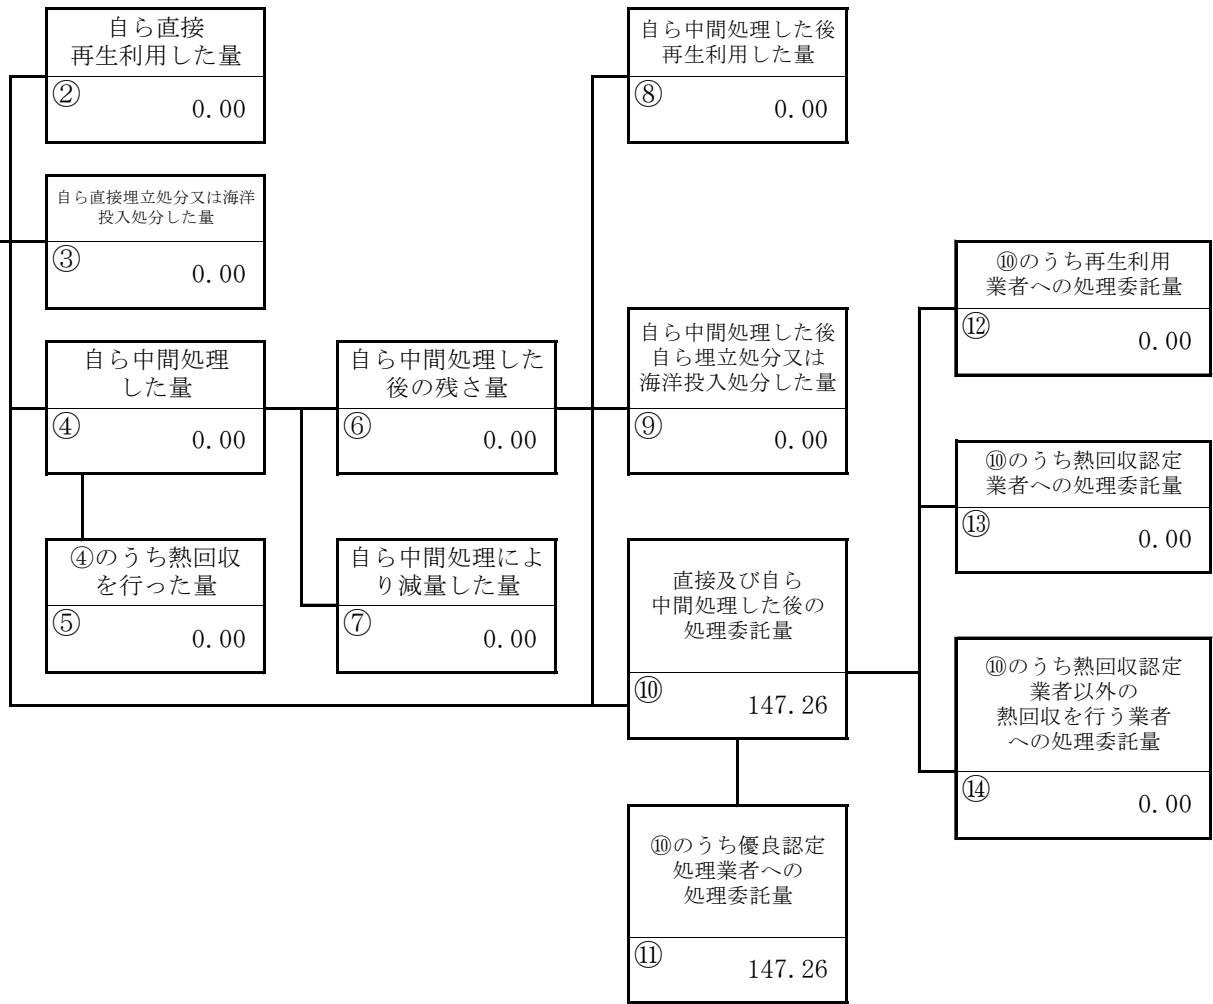 自ら直接
再生利用した量
②
0.00
自ら直接埋立処分又は海洋
投入処分した量
③
0.00
自ら中間処理
した量
④
0.00
④のうち熱回収
を行った量
⑤
0.00
自ら中間処理した
後の残さ量
⑥
0.00
自ら中間処理によ
り減量した量
⑦
0.00
自ら中間処理した後
再生利用した量
⑧
0.00
自ら中間処理した後
自ら埋立処分又は
海洋投入処分した量
⑨
0.00
直接及び自ら
中間処理した後の
処理委託量
⑩
147.26
⑩のうち優良認定
処理業者への
処理委託量
⑪
147.26
⑩のうち再生利用
業者への処理委託量
⑫
0.00
⑩のうち熱回収認定
業者への処理委託量
⑬
0.00
⑩のうち熱回収認定
業者以外の
熱回収を行う業者
への処理委託量
⑭
0.00